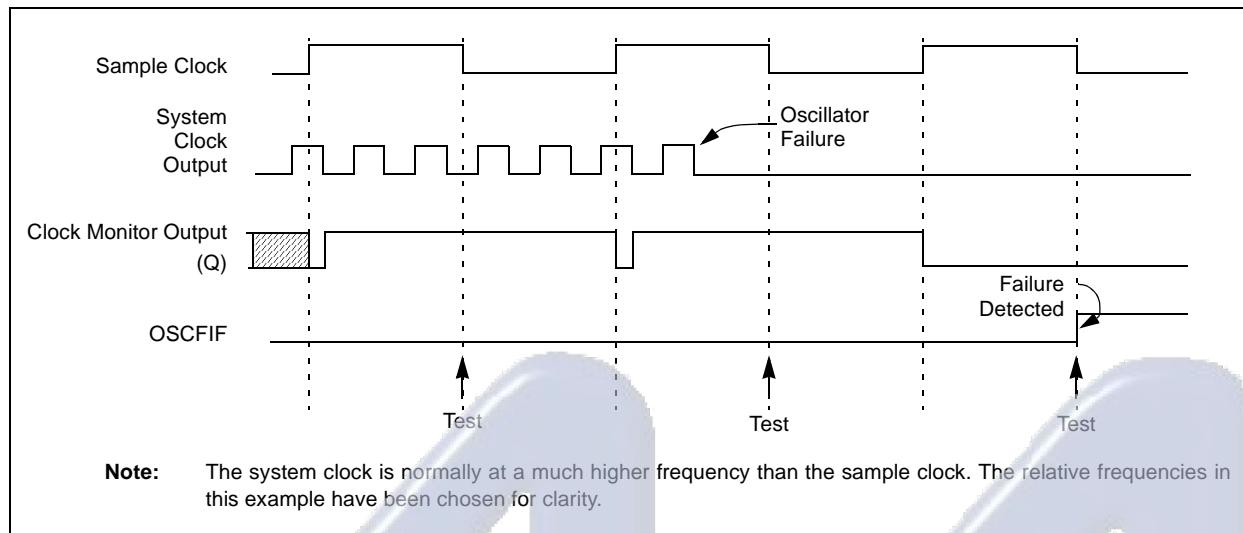 Sample Clock
System
Clock
Output
Oscillator
Failure
Clock Monitor Output
(Q)
Failure
Detected
OSCFIF
Test
Test
Test
Note: The system clock is normally at a much higher frequency than the sample clock. The relative frequencies in
this example have been chosen for clarity.